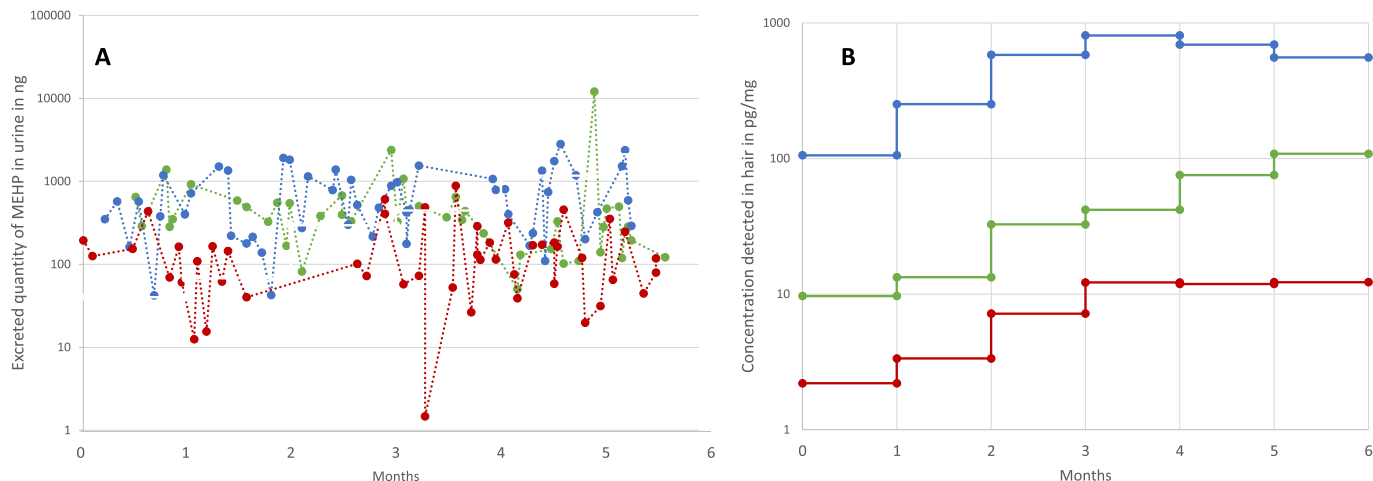 A
Excreted quantity of MEHP in urine in ng
100000
10000
1000
100
10
1
0 1 2 3 4 5 6
Months
B
Concentration detected in hair in pg/mg
1000
100
10
1
0 1 2 3 4 5 6
Months